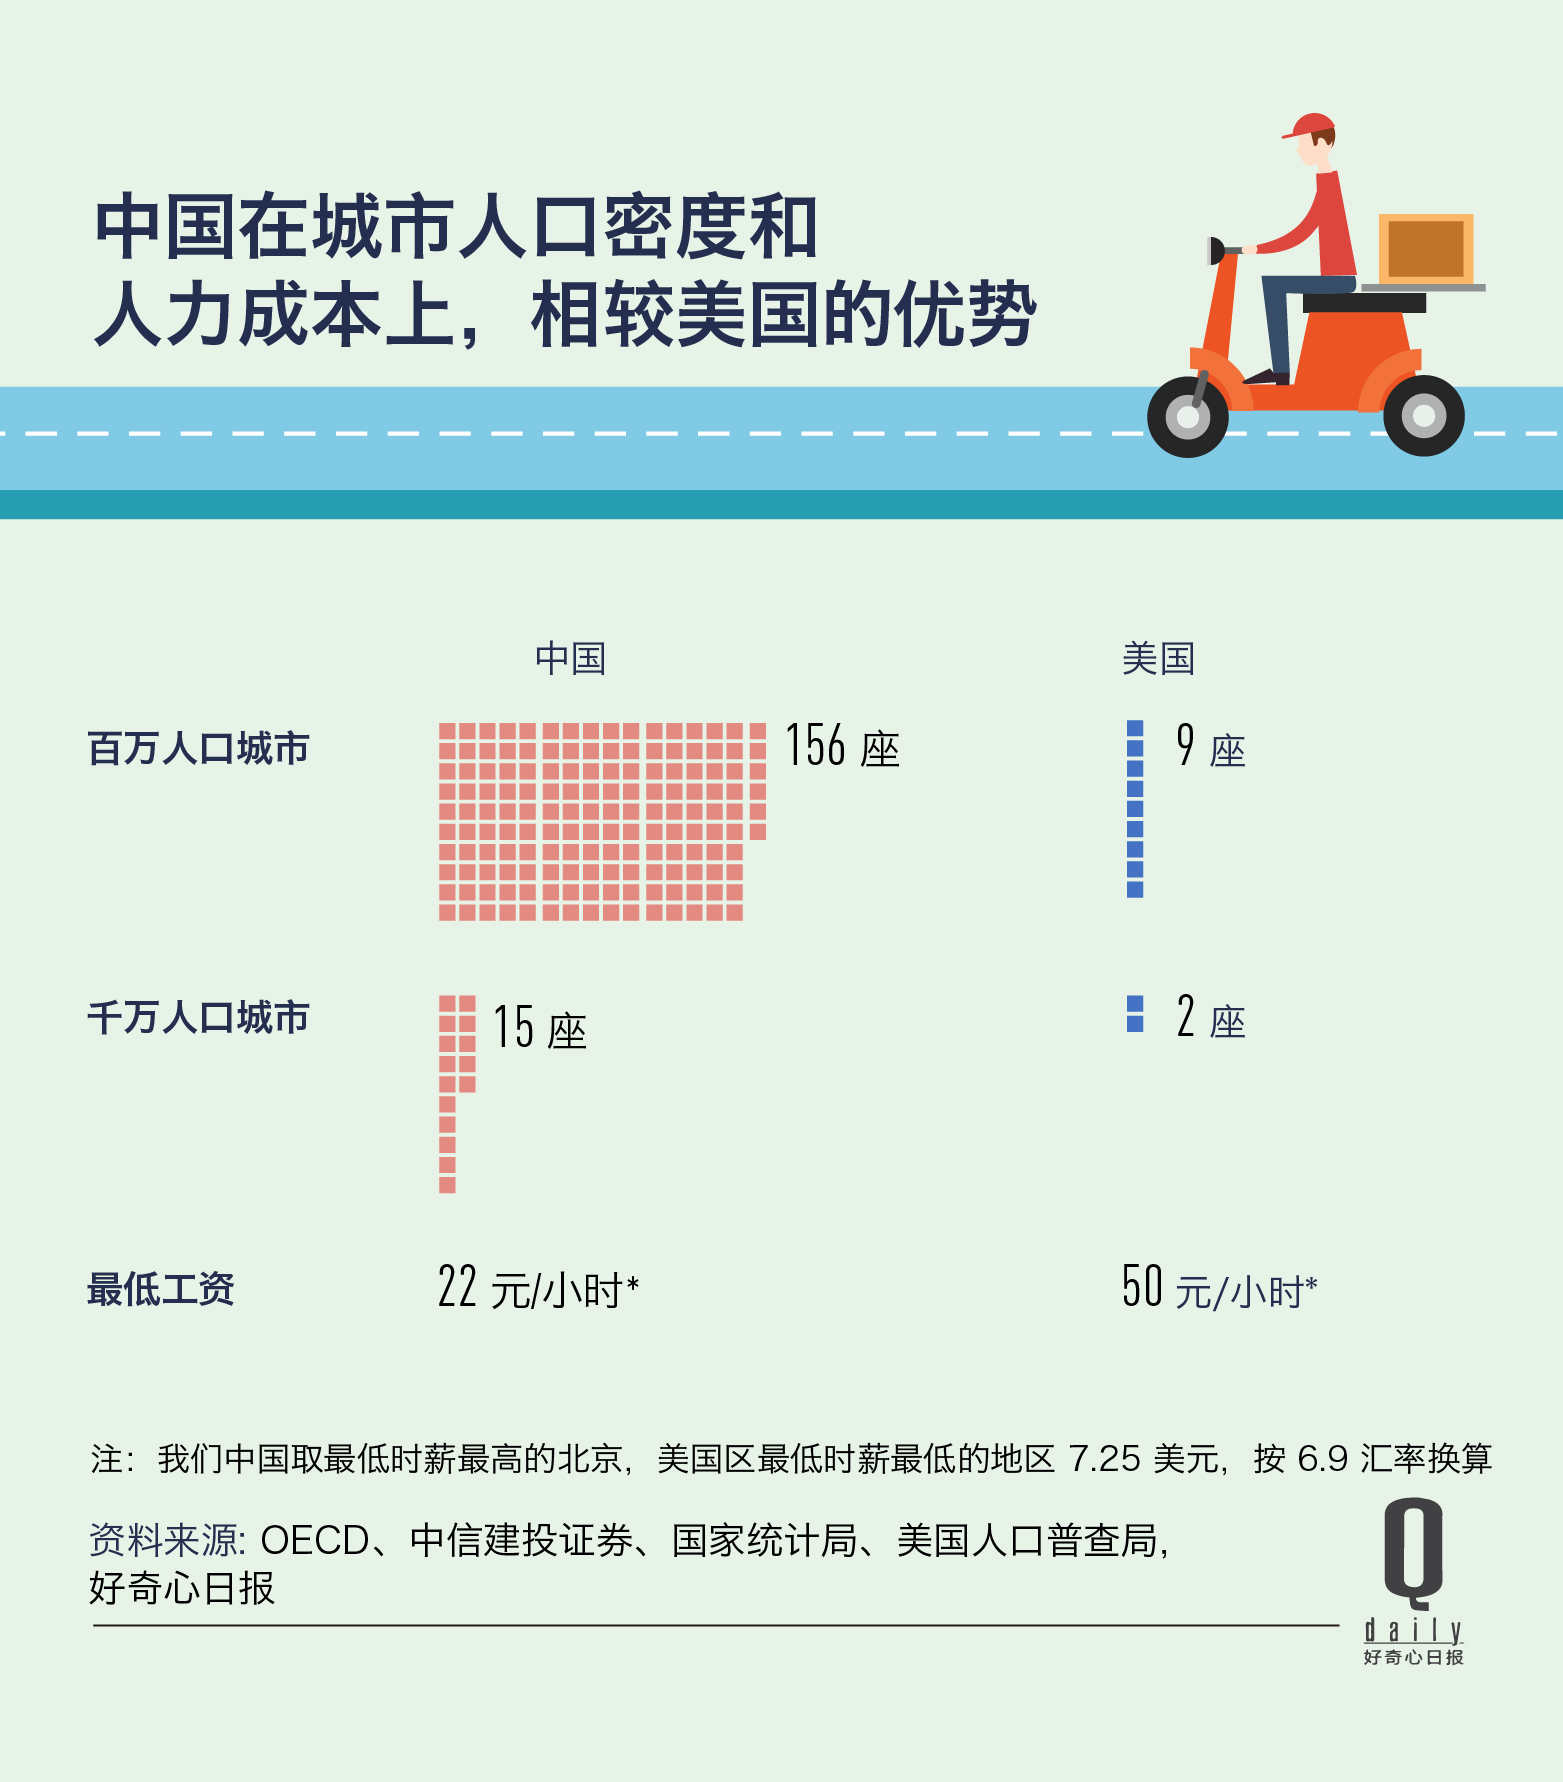 中国在城市人口密度和
人力成本上，相较美国的优势
中国 美国
百万人口城市 156 座 9 座
千万人口城市 15 座 2 座
最低工资 22 元/小时* 50 元/小时*
注：我们中国取最低时薪最高的北京，美国区最低时薪最低的地区 7.25 美元，按 6.9 汇率换算
资料来源: OECD、中信建投证券、国家统计局、美国人口普查局,
好奇心日报
Q
daily
好奇心日报